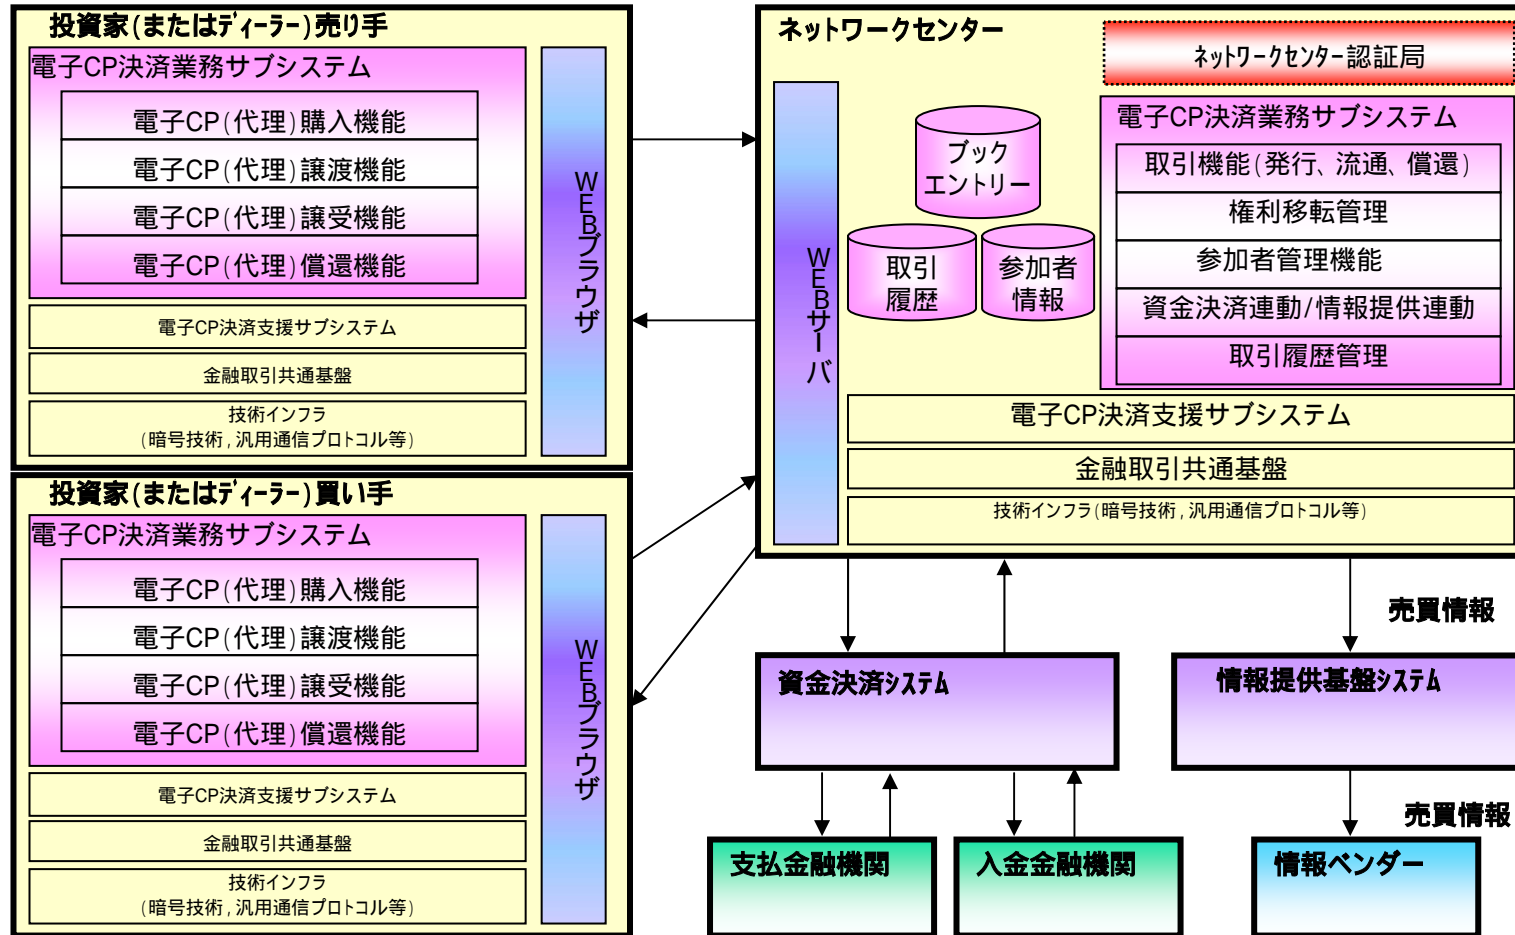 投資家(またはディーラー)売り手
電子CP決済業務サブシステム
電子CP(代理)購入機能
電子CP(代理)譲渡機能
電子CP(代理)譲受機能
電子CP(代理)償還機能
電子CP決済支援サブシステム
金融取引共通基盤
技術インフラ
(暗号技術,汎用通信プロトコル等)
WEBブラウザ
投資家(またはディーラー)買い手
電子CP決済業務サブシステム
電子CP(代理)購入機能
電子CP(代理)譲渡機能
電子CP(代理)譲受機能
電子CP(代理)償還機能
電子CP決済支援サブシステム
金融取引共通基盤
技術インフラ
(暗号技術,汎用通信プロトコル等)
WEBブラウザ
ネットワークセンター
ネットワークセンター認証局
WEBサーバ
ブック
エントリー
取引
履歴
参加者
情報
電子CP決済業務サブシステム
取引機能(発行、流通、償還)
権利移転管理
参加者管理機能
資金決済連動/情報提供連動
取引履歴管理
電子CP決済支援サブシステム
金融取引共通基盤
技術インフラ(暗号技術,汎用通信プロトコル等)
売買情報
資金決済システム
情報提供基盤システム
売買情報
支払金融機関
入金金融機関
情報ベンダー